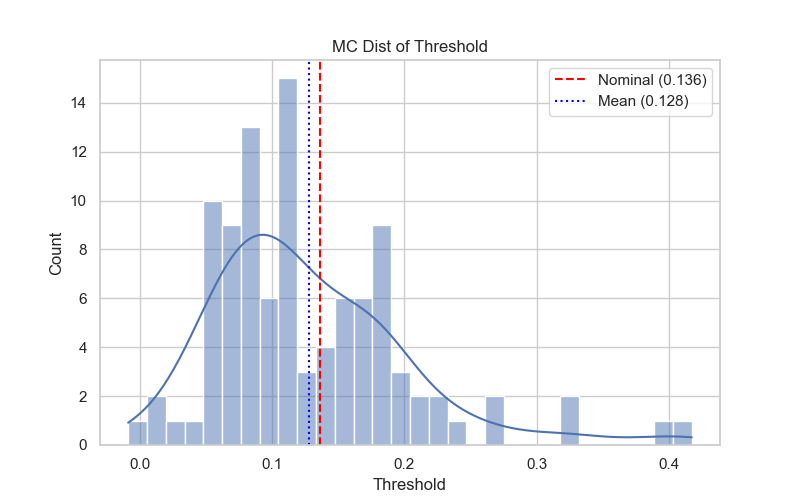 MC Dist of Threshold
Nominal (0.136)
Mean (0.128)
Count
14
12
10
8
6
4
2
0
0.0 0.1 0.2 0.3 0.4
Threshold